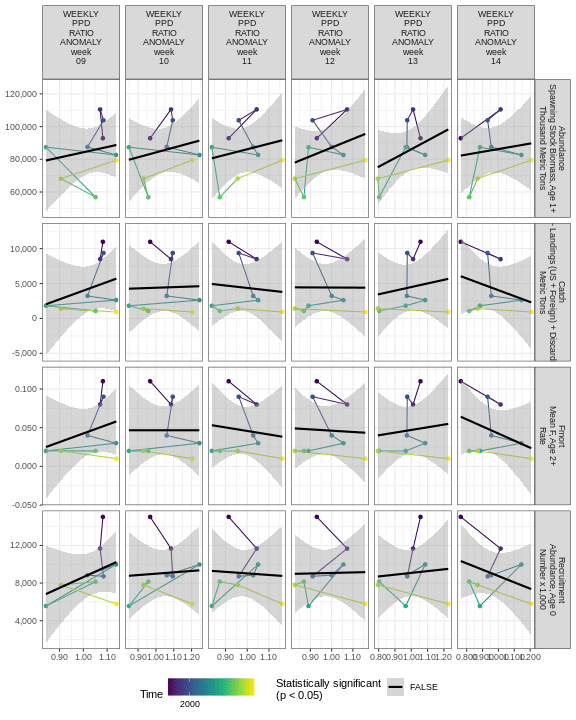 WEEKLY
PPD
RATIO
ANOMALY
week
09
WEEKLY
PPD
RATIO
ANOMALY
week
10
WEEKLY
PPD
RATIO
ANOMALY
week
11
WEEKLY
PPD
RATIO
ANOMALY
week
12
WEEKLY
PPD
RATIO
ANOMALY
week
13
WEEKLY
PPD
RATIO
ANOMALY
week
14
120,000
100,000
80,000
60,000
Abundance
Spawning Stock Biomass, Age 1+
Thousand Metric Tons
10,000
5,000
0
-5,000
Catch
- Landings (US + Foreign) + Discard
Metric Tons
0.100
0.050
0.000
-0.050
Fmort
Mean F, Age 2+
Rate
12,000
8,000
4,000
Recruitment
Abundance, Age 0
Number x 1,000
0.90 1.00 1.10
0.90 1.00 1.10 1.20
0.90 1.00 1.10
0.90 1.00 1.10
0.80 0.90 1.00 1.10
0.80 0.90 1.00 1.10 1.20
Time
2000
Statistically significant
(p < 0.05)
FALSE